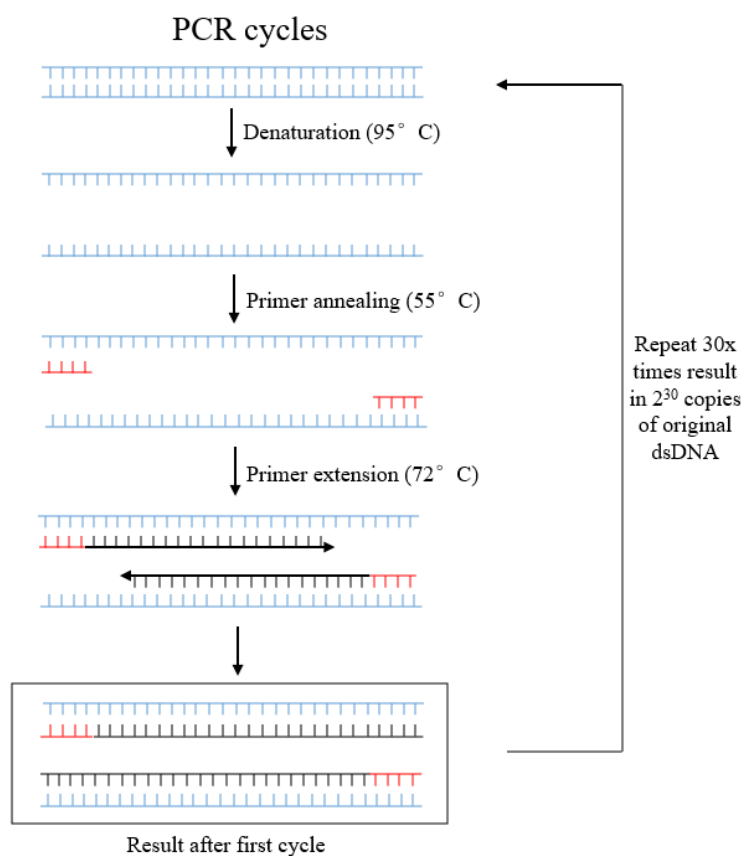 PCR cycles
Denaturation (95° C)
Primer annealing (55° C)
Primer extension (72° C)
Repeat 30x
times result
in 2³⁰ copies
of original
dsDNA
Result after first cycle